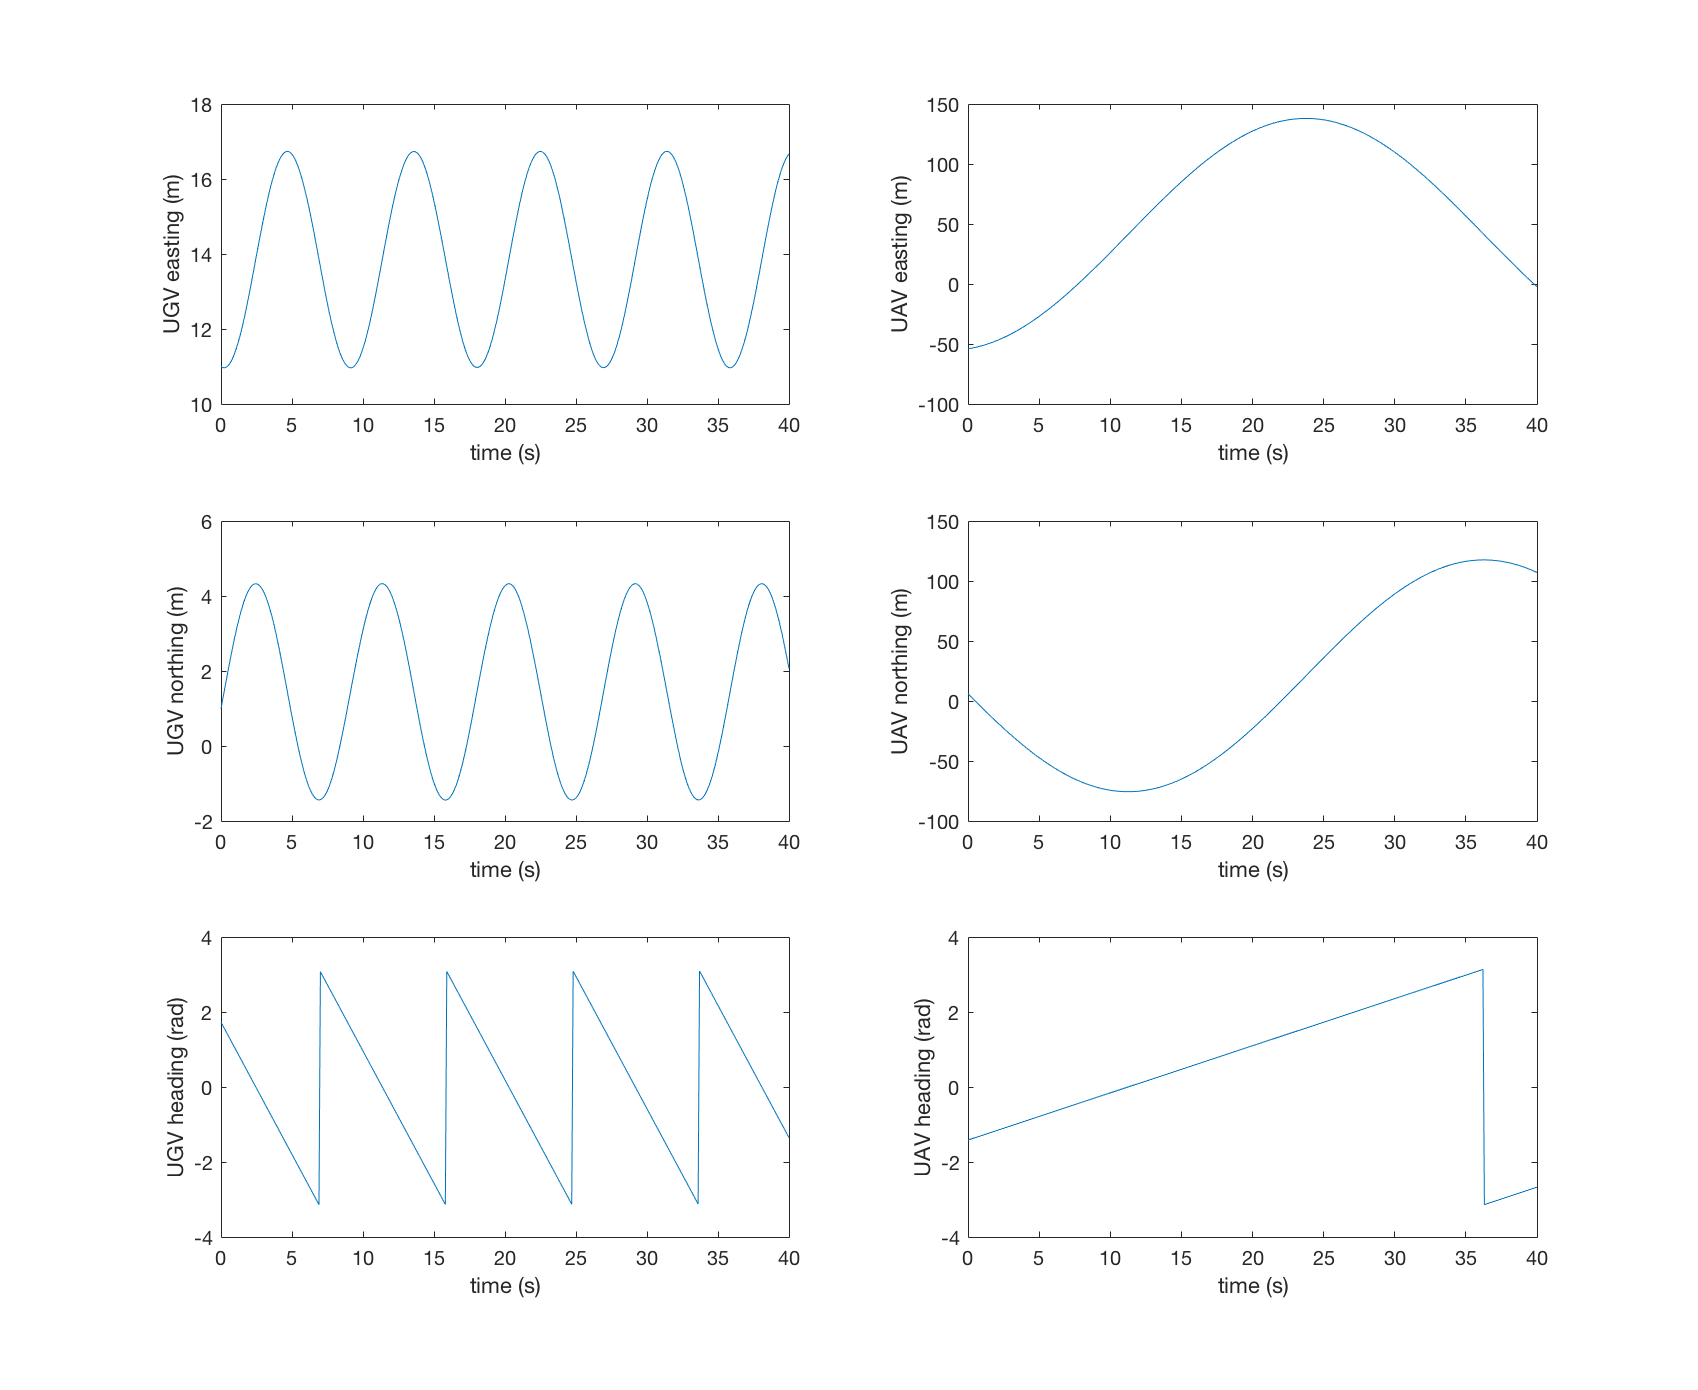 18
16
14
12
10
UGV easting (m)
0 5 10 15 20 25 30 35 40
time (s)
150
100
50
0
-50
-100
UAV easting (m)
0 5 10 15 20 25 30 35 40
time (s)
6
4
2
0
-2
UGV northing (m)
0 5 10 15 20 25 30 35 40
time (s)
150
100
50
0
-50
-100
UAV northing (m)
0 5 10 15 20 25 30 35 40
time (s)
4
2
0
-2
-4
UGV heading (rad)
0 5 10 15 20 25 30 35 40
time (s)
4
2
0
-2
-4
UAV heading (rad)
0 5 10 15 20 25 30 35 40
time (s)